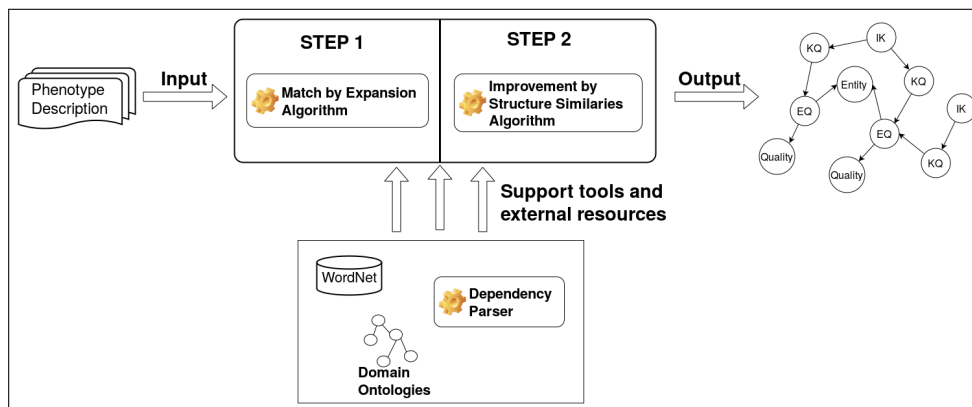 STEP 1
STEP 2
Phenotype
Description
Input
Match by Expansion
Algorithm
Improvement by
Structure Similaries
Algorithm
Output
IK
KQ
KQ
Entity
EQ
IK
EQ
Quality
KQ
Quality
Support tools and
external resources
WordNet
Dependency
Parser
Domain
Ontologies